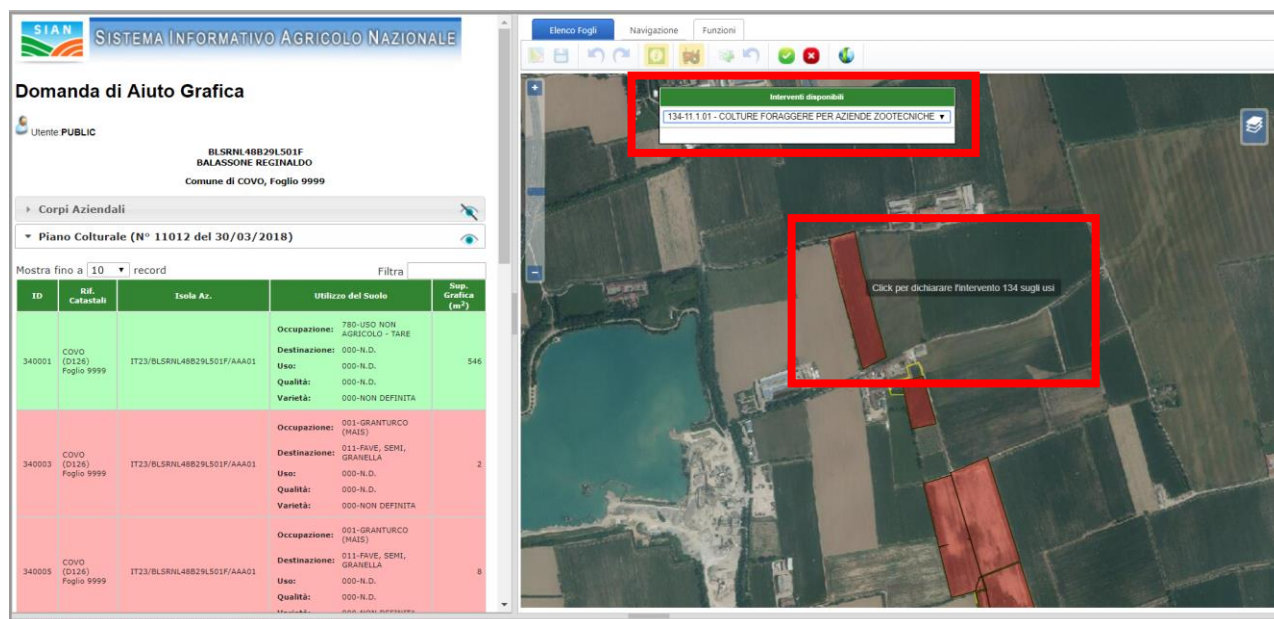 SIAN
SISTEMA INFORMATIVO AGRICOLO NAZIONALE
Domanda di Aiuto Grafica
Utente:PUBLIC
BLSRNL48B29L501F
BALASSONE REGINALDO
Comune di COVO, Foglio 9999
Corpi Aziendali
Piano Colturale (N° 11012 del 30/03/2018)
Mostra fino a 10 record Filtra
ID Rif. Catastali Isola Az. Utilizzo del Suolo Sup. Grafica (m²)
340001 COVO (D126) Foglio 9999 IT23/BLSRNL48B29L501F/AAA01 546
Occupazione: 780-USO NON AGRICOLO - TARE
Destinazione: 000-N.D.
Uso: 000-N.D.
Qualità: 000-N.D.
Varietà: 000-NON DEFINITA
340003 COVO (D126) Foglio 9999 IT23/BLSRNL48B29L501F/AAA01 2
Occupazione: 001-GRANTURCO (MAIS)
Destinazione: 011-FAVE, SEMI, GRANELLA
Uso: 000-N.D.
Qualità: 000-N.D.
Varietà: 000-NON DEFINITA
340005 COVO (D126) Foglio 9999 IT23/BLSRNL48B29L501F/AAA01 8
Occupazione: 001-GRANTURCO (MAIS)
Destinazione: 011-FAVE, SEMI, GRANELLA
Uso: 000-N.D.
Qualità: 000-N.D.
Varietà: 000-NON DEFINITA
Elenco Fogli Navigazione Funzioni
Interventi disponibili
134-11.1.01 - COLTURE FORAGGERE PER AZIENDE ZOOTECNICHE
Click per dichiarare l'intervento 134 sugli usi